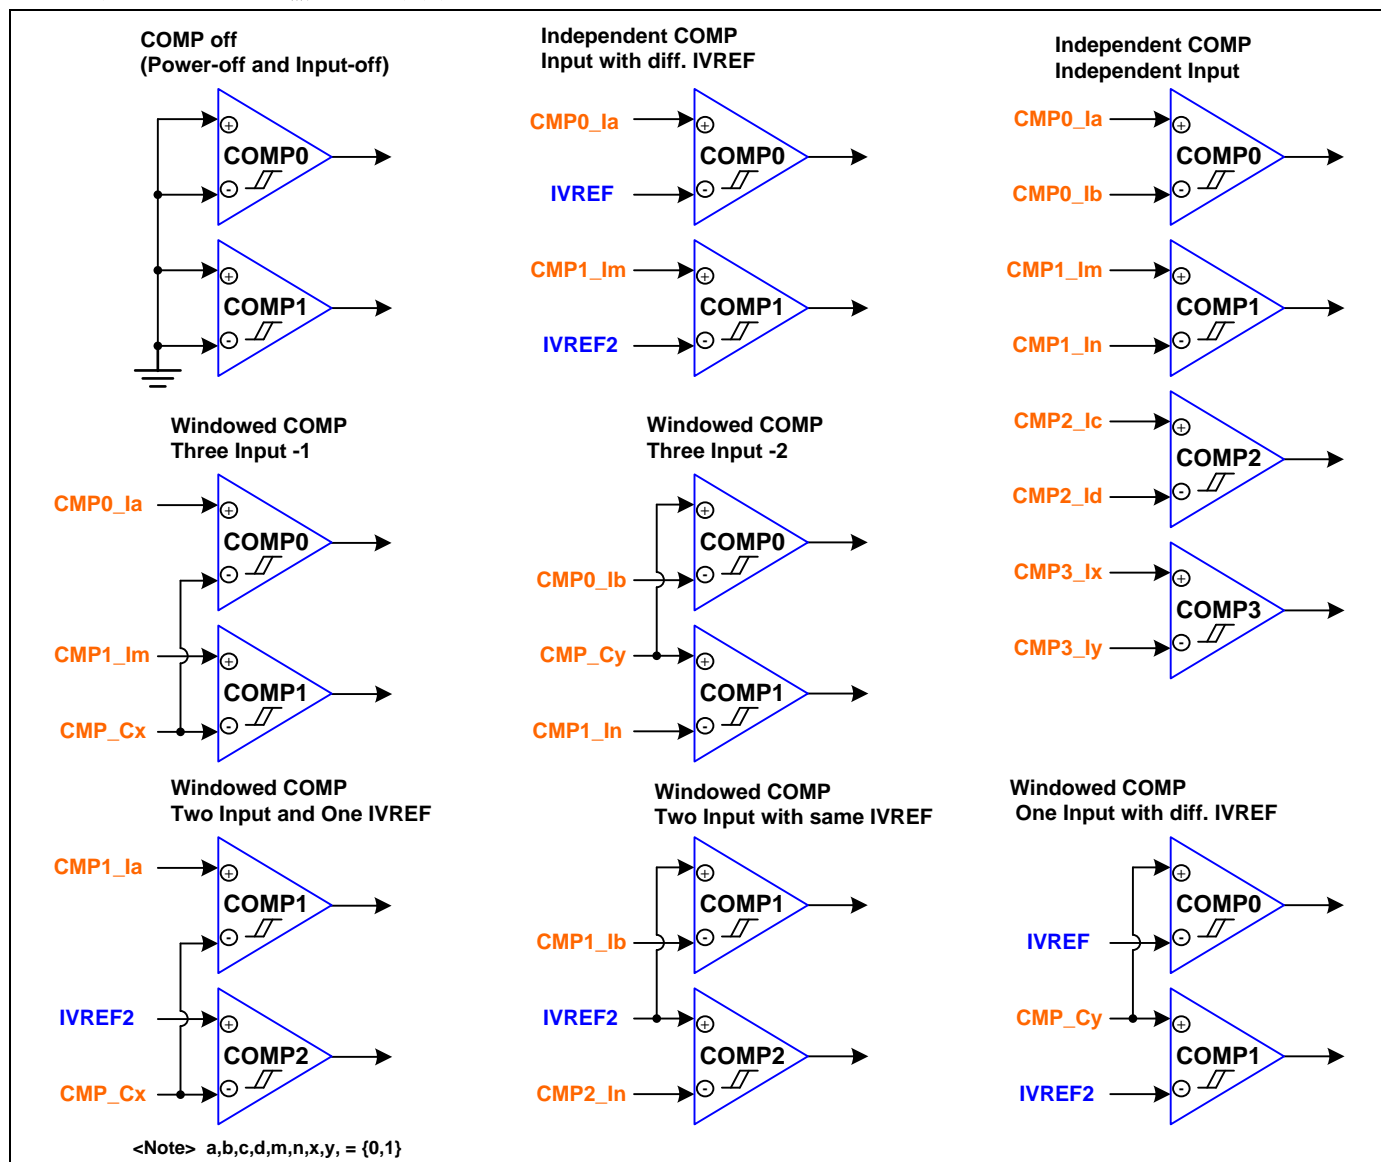 COMP off
(Power-off and Input-off)
+
COMP0
-
+
COMP1
-
Independent COMP
Input with diff. IVREF
CMP0_Ia
+
COMP0
IVREF
-
CMP1_Im
+
COMP1
IVREF2
-
Independent COMP
Independent Input
CMP0_Ia
+
COMP0
CMP0_Ib
-
CMP1_Im
+
COMP1
CMP1_In
-
CMP2_Ic
+
COMP2
CMP2_Id
-
CMP3_Ix
+
COMP3
CMP3_Iy
-
Windowed COMP
Three Input -1
CMP0_Ia
+
COMP0
-
CMP1_Im
+
COMP1
CMP_Cx
-
Windowed COMP
Three Input -2
+
COMP0
CMP0_Ib
-
CMP_Cy
+
COMP1
CMP1_In
-
Windowed COMP
Two Input and One IVREF
CMP1_Ia
+
COMP1
-
IVREF2
+
COMP2
CMP_Cx
-
Windowed COMP
Two Input with same IVREF
+
COMP1
CMP1_Ib
-
IVREF2
+
COMP2
CMP2_In
-
Windowed COMP
One Input with diff. IVREF
+
COMP0
IVREF
-
CMP_Cy
+
COMP1
IVREF2
-
<Note> a,b,c,d,m,n,x,y, = {0,1}